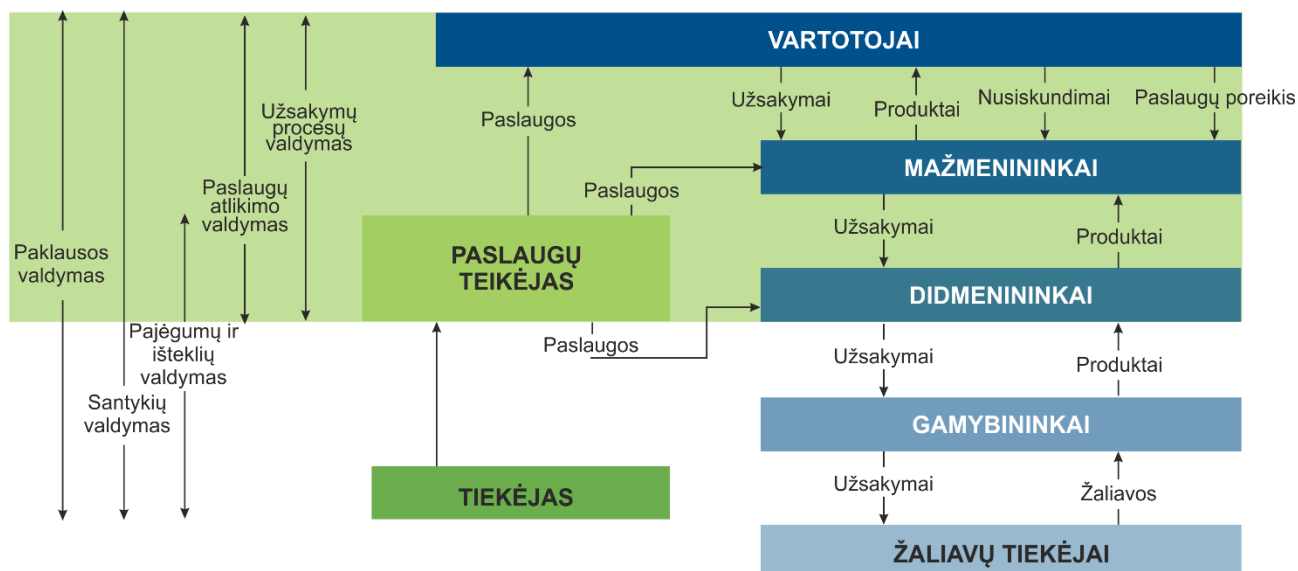 VARTOTOJAI
Užsakymų
procesų
valdymas
Paslaugos
Užsakymai
Produktai
Nusiskundimai
Paslaugų poreikis
MAŽMENININKAI
Paslaugų
atlikimo
valdymas
Paslaugos
Paklausos
valdymas
PASLAUGŲ
TEIKĖJAS
Užsakymai
Produktai
DIDMENININKAI
Pajėgumų ir
išteklių
valdymas
Paslaugos
Užsakymai
Produktai
Santykių
valdymas
GAMYBININKAI
TIEKĖJAS
Užsakymai
Žaliavos
ŽALIAVŲ TIEKĖJAI